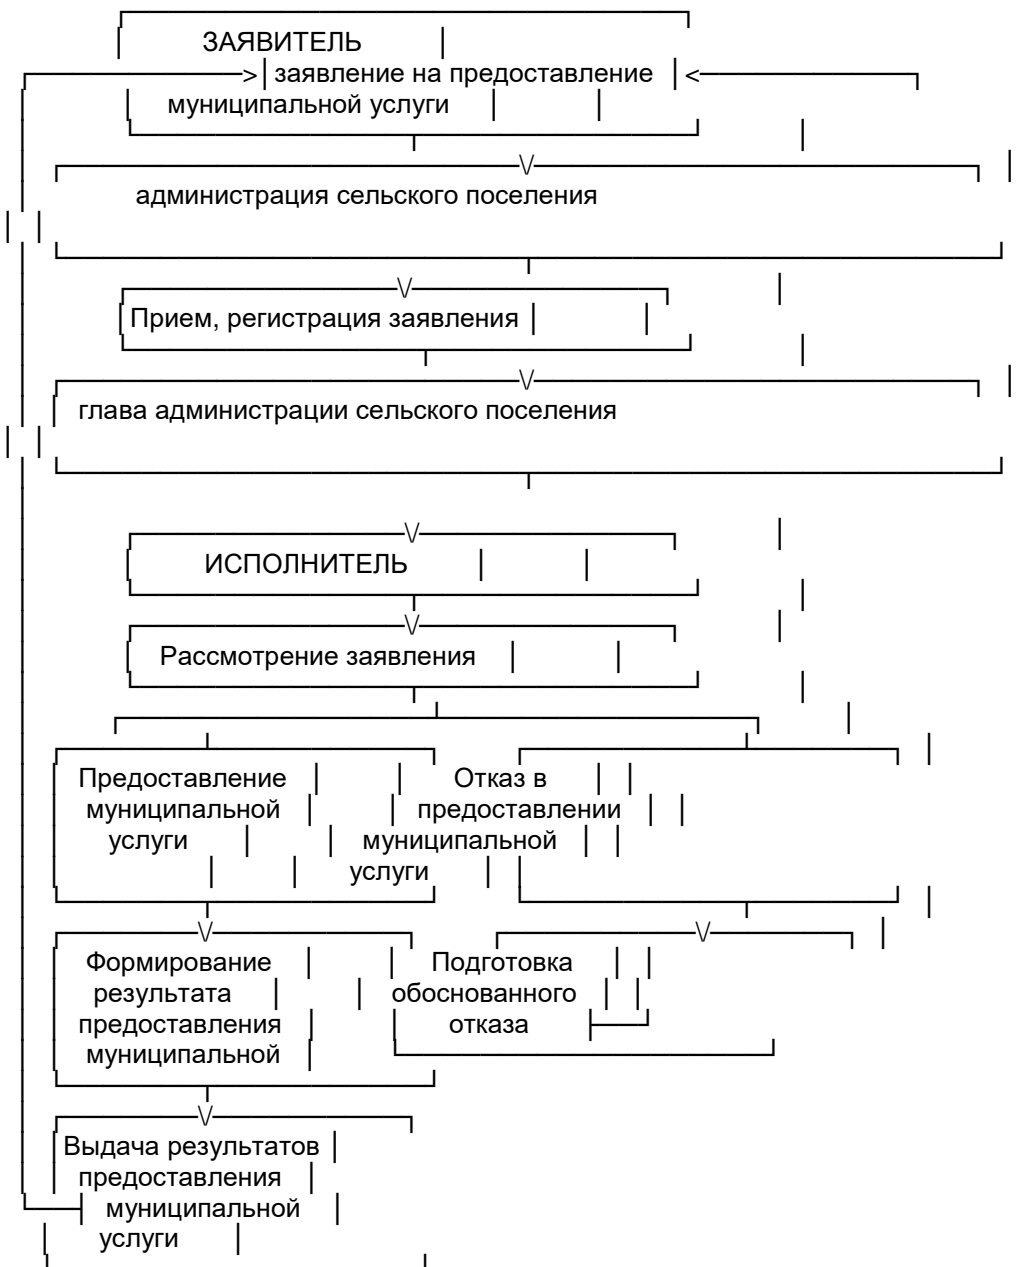 ЗАЯВИТЕЛЬ
заявление на предоставление
муниципальной услуги
администрация сельского поселения
Прием, регистрация заявления
глава администрации сельского поселения
ИСПОЛНИТЕЛЬ
Рассмотрение заявления
Предоставление Отказ в
муниципальной предоставлении
услуги муниципальной
услуги
Формирование Подготовка
результата обоснованного
предоставления отказа
муниципальной
Выдача результатов
предоставления
муниципальной
услуги